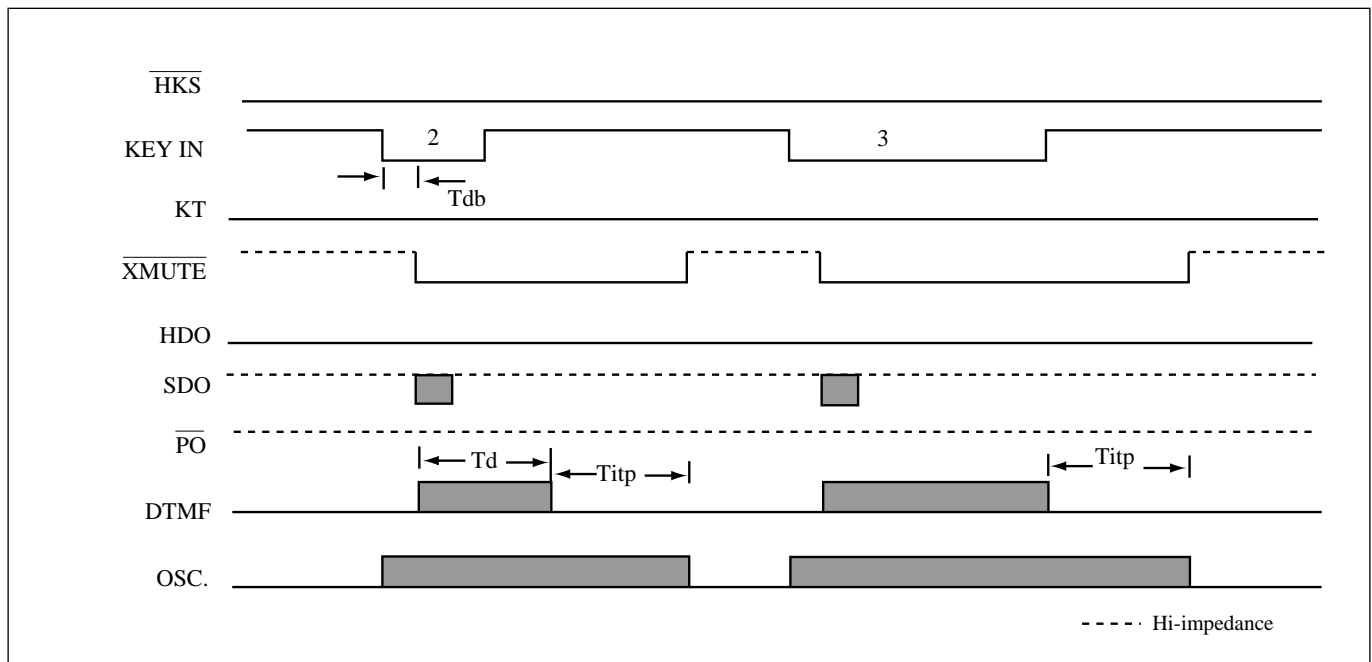 HKS
KEY IN
2
3
Tdb
KT
XMUTE
HDO
SDO
PO
Td
Titp
Titp
DTMF
OSC.
Hi-impedance